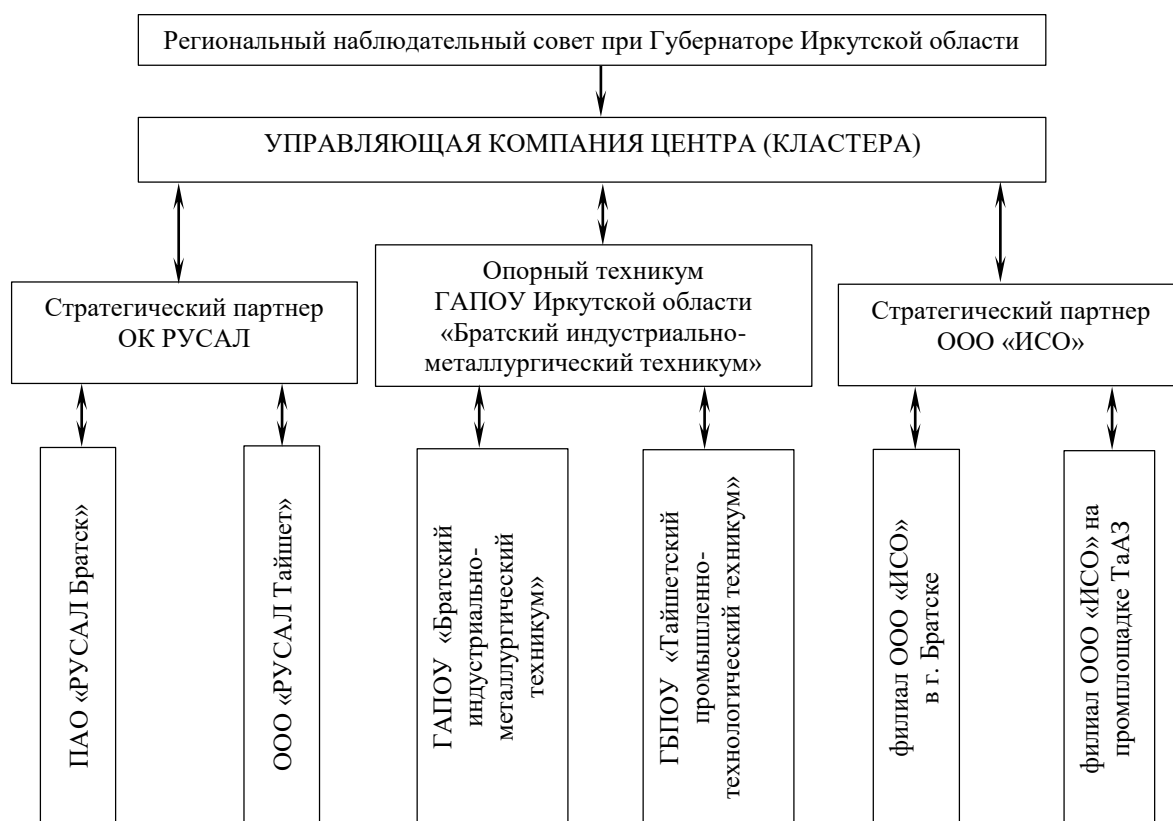 Региональный наблюдательный совет при Губернаторе Иркутской области
УПРАВЛЯЮЩАЯ КОМПАНИЯ ЦЕНТРА (КЛАСТЕРА)
Стратегический партнер
ОК РУСАЛ
Опорный техникум
ГАПОУ Иркутской области
«Братский индустриально-
металлургический техникум»
Стратегический партнер
ООО «ИСО»
ПАО «РУСАЛ Братск»
ООО «РУСАЛ Тайшет»
ГАПОУ «Братский
индустриально-
металлургический
техникум»
ГБПОУ «Тайшетский
промышленно-
технологический техникум»
филиал ООО «ИСО»
в г. Братске
филиал ООО «ИСО» на
промплощадке ТаАЗ